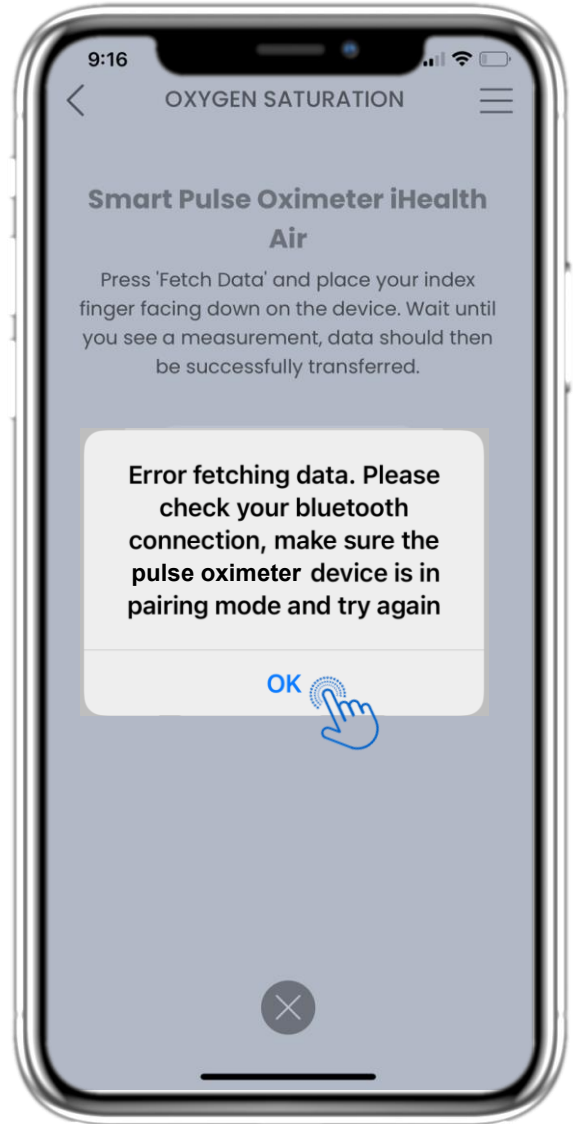 9:16
OXYGEN SATURATION
Smart Pulse Oximeter iHealth
Air
Press 'Fetch Data' and place your index
finger facing down on the device. Wait until
you see a measurement, data should then
be successfully transferred.
Error fetching data. Please
check your bluetooth
connection, make sure the
pulse oximeter device is in
pairing mode and try again
OK